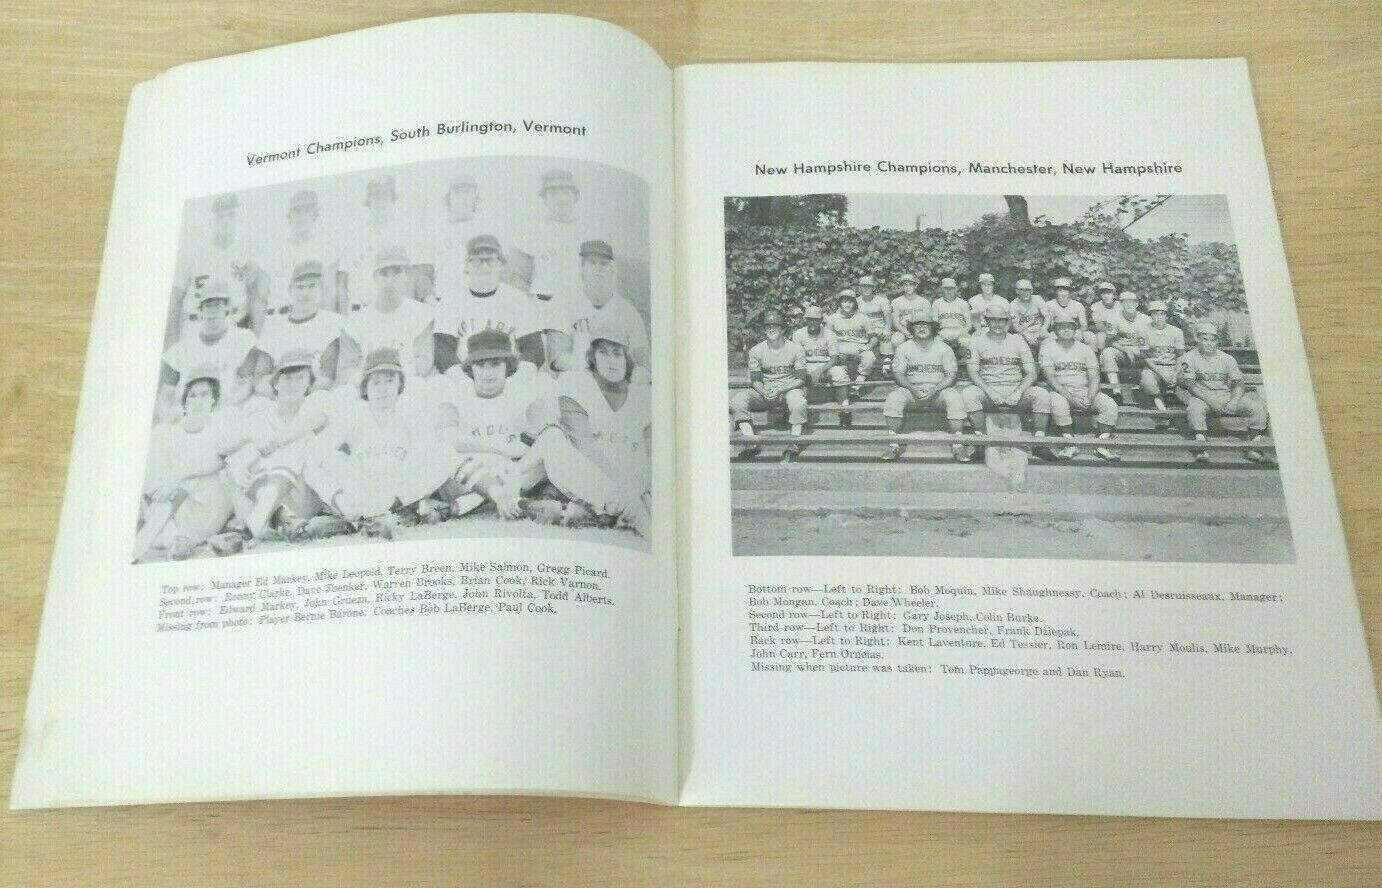 Vermont Champions, South Burlington, Vermont
Top row: Manager Ed Markey, Mike Leopold, Terry Breen, Mike Salmon, Gregg Picard.
Second row: Ronny Clarke, Dave Juenker, Warren Brooks, Brian Cook, Rick Varnon.
Front row: Edward Markey, John Grueza, Ricky LaBerge, John Rivolta, Todd Alberts.
Missing from photo: Player Bernie Barone. Coaches Bob LaBerge, Paul Cook.
New Hampshire Champions, Manchester, New Hampshire
MANCHESTER
Bottom row—Left to Right: Bob Moquin, Mike Shaughnessy, Coach; Al Desruisseaux, Manager;
Bob Mongan, Coach; Dave Wheeler.
Second row—Left to Right: Gary Joseph, Colin Burke.
Third row—Left to Right: Don Provencher, Frank Dziepak.
Back row—Left to Right: Kent Laventure, Ed Tessier, Ron Lemire, Harry Moulis, Mike Murphy,
John Carr, Fern Ornelas.
Missing when picture was taken: Tom Pappageorge and Dan Ryan.